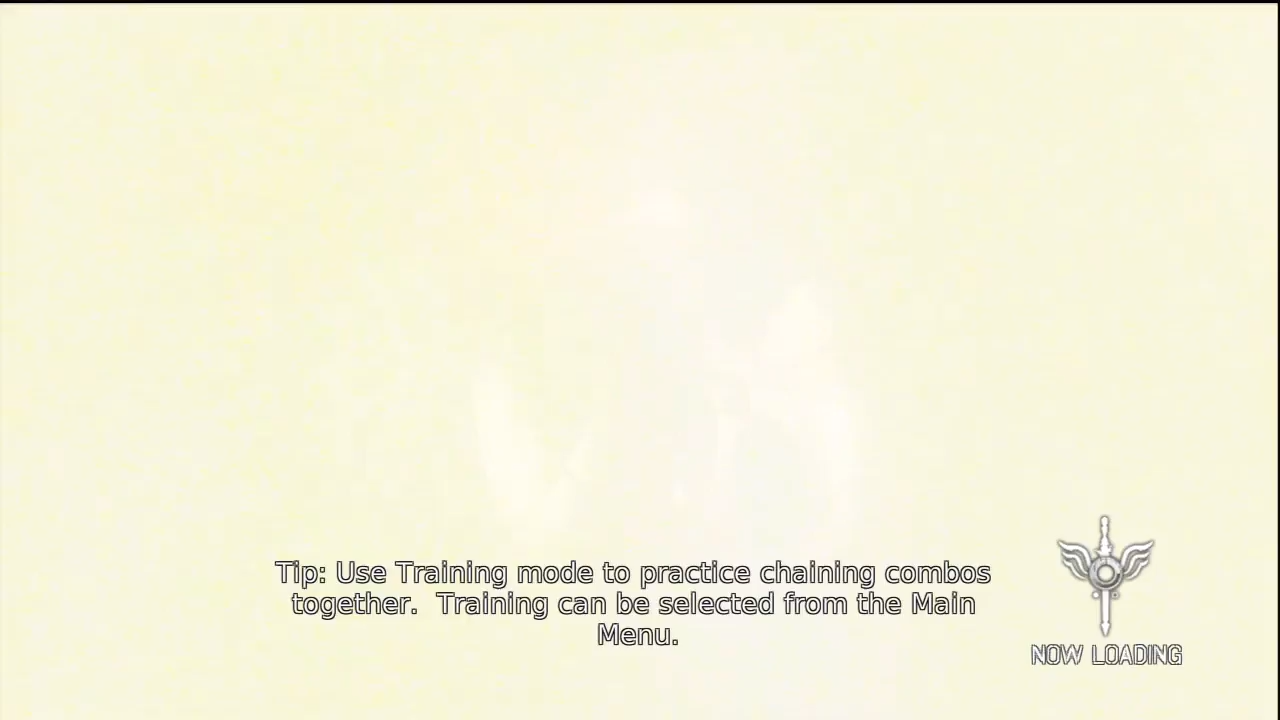 Tip: Use Training mode to practice chaining combos
together.  Training can be selected from the Main
Menu.
NOW LOADING